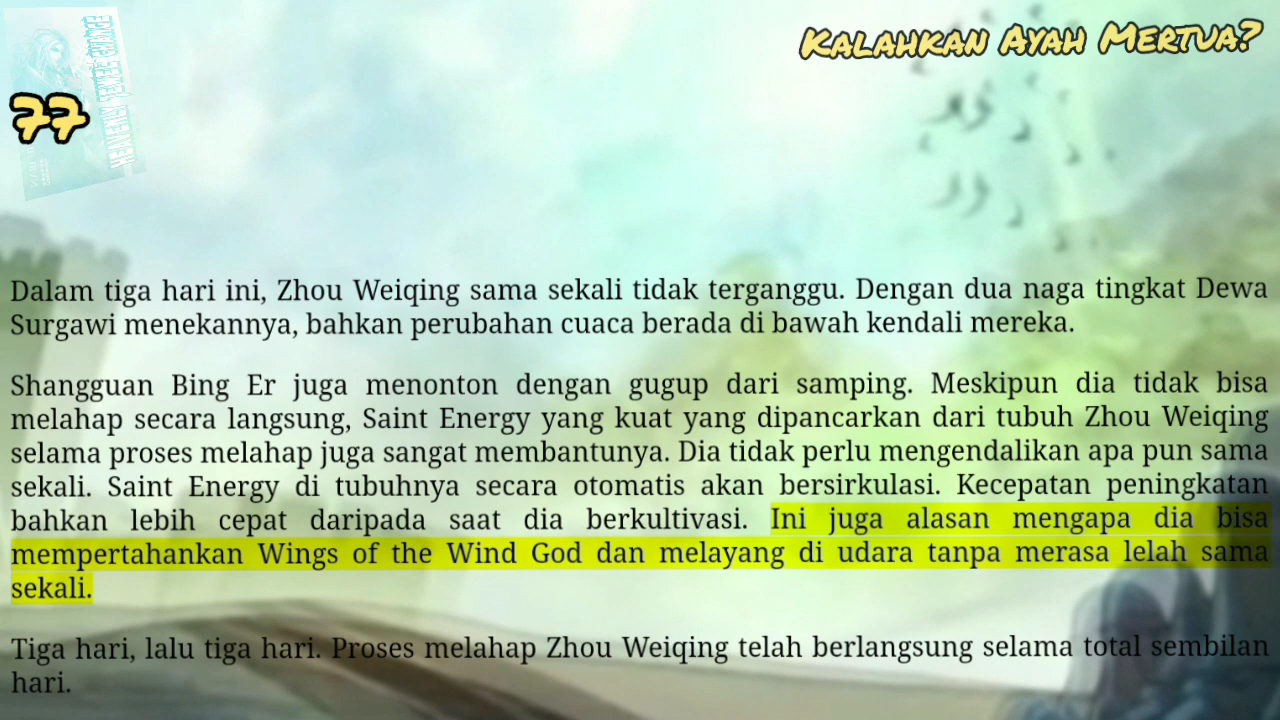 Kalahkan Ayah Mertua?
77
HEAVENLY JEWEL CHANGE
Dalam tiga hari ini, Zhou Weiqing sama sekali tidak terganggu. Dengan dua naga tingkat Dewa
Surgawi menekannya, bahkan perubahan cuaca berada di bawah kendali mereka.
Shangguan Bing Er juga menonton dengan gugup dari samping. Meskipun dia tidak bisa
melahap secara langsung, Saint Energy yang kuat yang dipancarkan dari tubuh Zhou Weiqing
selama proses melahap juga sangat membantunya. Dia tidak perlu mengendalikan apa pun sama
sekali. Saint Energy di tubuhnya secara otomatis akan bersirkulasi. Kecepatan peningkatan
bahkan lebih cepat daripada saat dia berkultivasi. Ini juga alasan mengapa dia bisa
mempertahankan Wings of the Wind God dan melayang di udara tanpa merasa lelah sama
sekali.
Tiga hari, lalu tiga hari. Proses melahap Zhou Weiqing telah berlangsung selama total sembilan
hari.